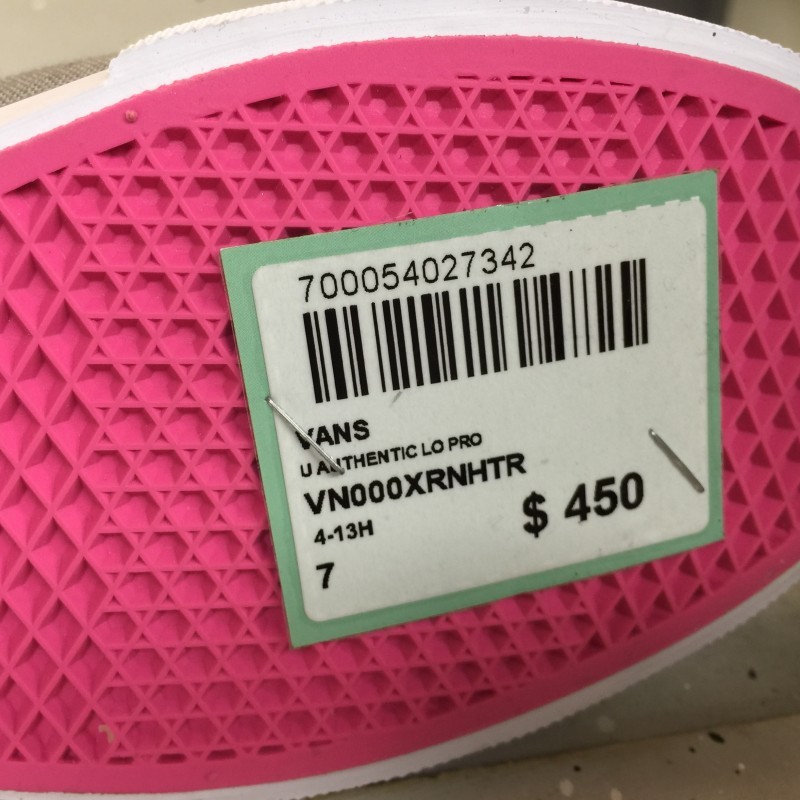 700054027342
VANS
U AUTHENTIC LO PRO
VN000XRNHTR
4-13H
$ 450
7